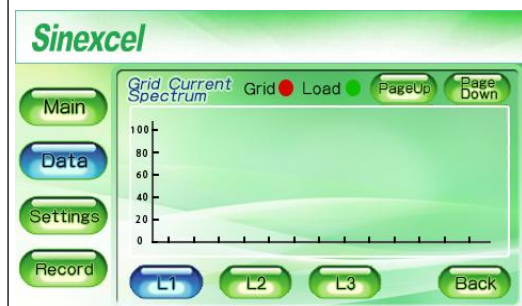 Sinexcel
Main
Data
Settings
Record
Grid Current
Spectrum
Grid
Load
PageUp
Page
Down
100
80
60
40
20
0
L1
L2
L3
Back